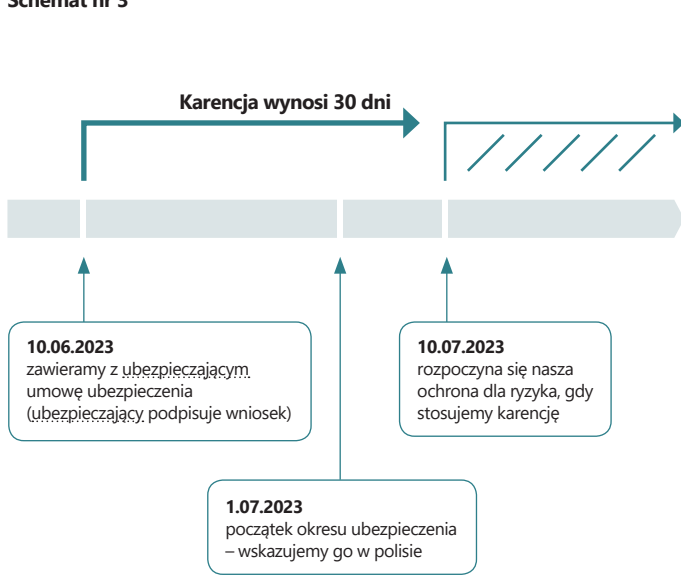 Schemat nr 3
Karencja wynosi 30 dni
10.06.2023
zawieramy z ubezpieczającym
umowę ubezpieczenia
(ubezpieczający podpisuje wniosek)
10.07.2023
rozpoczyna się nasza
ochrona dla ryzyka, gdy
stosujemy karencję
1.07.2023
początek okresu ubezpieczenia
– wskazujemy go w polisie